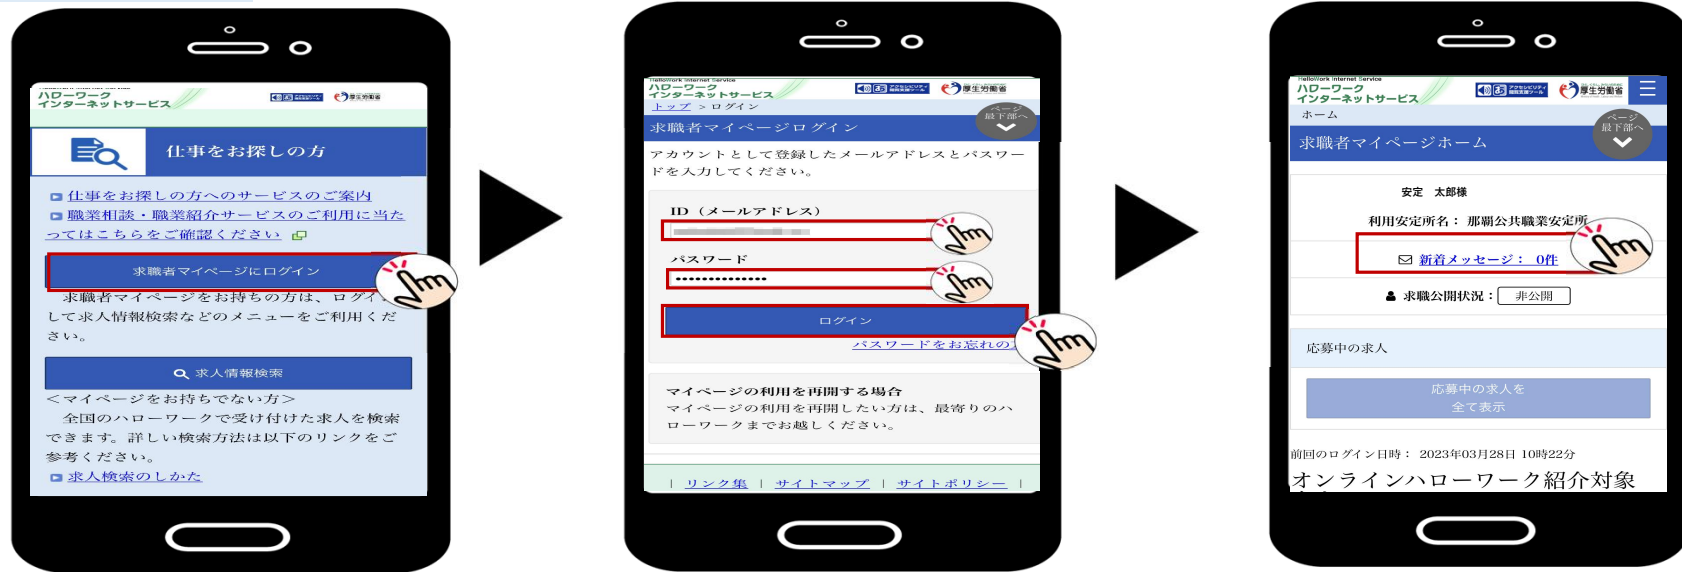 ハローワーク
インターネットサービス
厚生労働省
仕事をお探しの方
仕事をお探しの方へのサービスのご案内
職業相談・職業紹介サービスのご利用に当た
ってはこちらをご確認ください
求職者マイページにログイン
求職者マイページをお持ちの方は、ログイン
して求人情報検索などのメニューをご利用くだ
さい。
求人情報検索
＜マイページをお持ちでない方＞
全国のハローワークで受け付けた求人を検索
できます。詳しい検索方法は以下のリンクをご
参考ください。
求人検索のしかた
HelloWork Internet Service
ハローワーク
インターネットサービス
厚生労働省
トップ > ログイン
ページ
最下部へ
求職者マイページログイン
アカウントとして登録したメールアドレスとパスワー
ドを入力してください。
ID（メールアドレス）
パスワード
••••••••••••••
ログイン
パスワードをお忘れの
マイページの利用を再開する場合
マイページの利用を再開したい方は、最寄りのハ
ローワークまでお越しください。
| リンク集 | サイトマップ | サイトポリシー |
HelloWork Internet Service
ハローワーク
インターネットサービス
厚生労働省
ホーム
ページ
最下部へ
求職者マイページホーム
安定　太郎様
利用安定所名： 那覇公共職業安定所
新着メッセージ： 0件
求職公開状況： 非公開
応募中の求人
応募中の求人を
全て表示
前回のログイン日時： 2023年03月28日 10時22分
オンラインハローワーク紹介対象